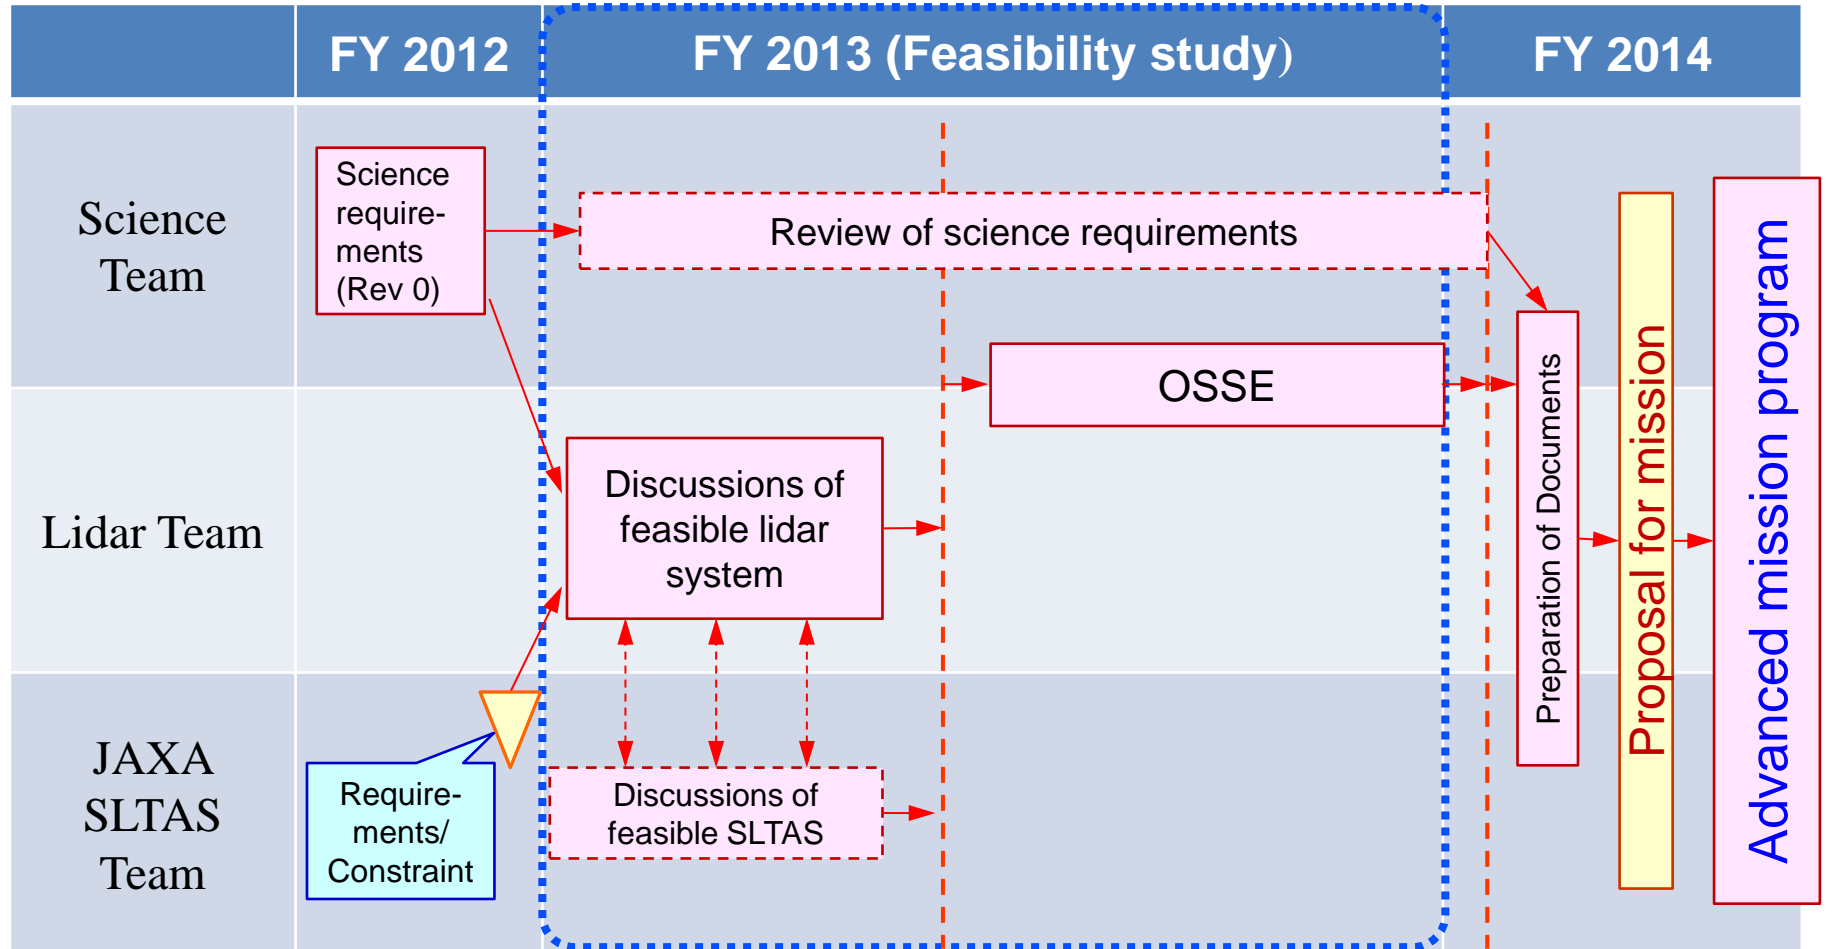 FY 2012
FY 2013 (Feasibility study)
FY 2014
Science
Team
Science
require-
ments
(Rev 0)
Review of science requirements
OSSE
Lidar Team
Discussions of
feasible lidar
system
JAXA
SLTAS
Team
Require-
ments/
Constraint
Discussions of
feasible SLTAS
Preparation of Documents
Proposal for mission
Advanced mission program